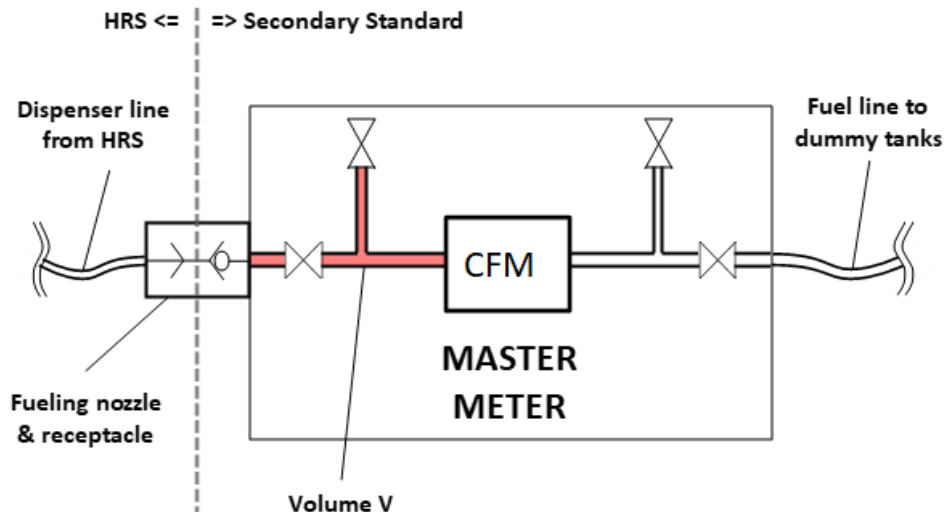 HRS <= => Secondary Standard
Dispenser line
from HRS
Fuel line to
dummy tanks
CFM
MASTER
METER
Fueling nozzle
& receptacle
Volume V